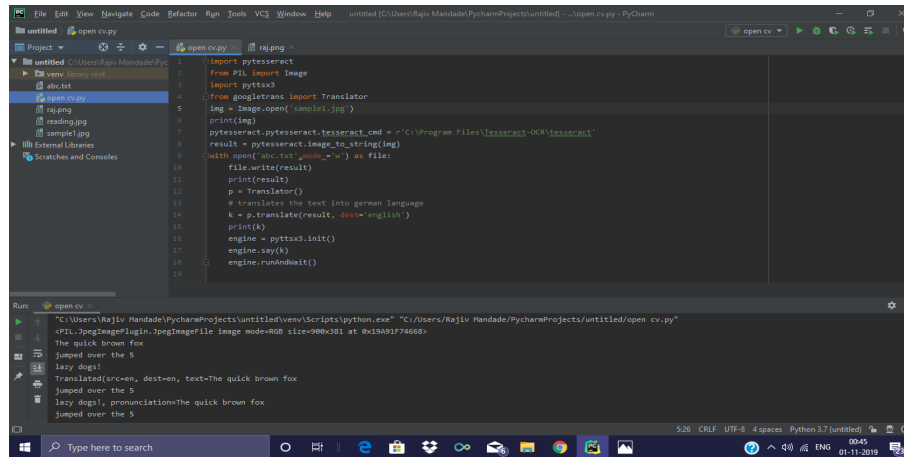 PC File Edit View Navigate Code Refactor Run Tools VCS Window Help untitled [C:\Users\Rajiv Mandade\PycharmProjects\untitled] - ...\open cv.py - PyCharm
untitled open cv.py open cv
Project open cv.py raj.png
untitled C:\Users\Rajiv Mandade\Pyc
venv library root
abc.txt
open cv.py
raj.png
reading.jpg
sample1.jpg
External Libraries
Scratches and Consoles
1 import pytesseract
2 from PIL import Image
3 import pyttsx3
4 from googletrans import Translator
5 img = Image.open('sample1.jpg')
6 print(img)
7 pytesseract.pytesseract.tesseract_cmd = r'C:\Program Files\Tesseract-OCR\tesseract'
8 result = pytesseract.image_to_string(img)
9 with open('abc.txt',mode ='w') as file:
10 file.write(result)
11 print(result)
12 p = Translator()
13 # translates the text into german language
14 k = p.translate(result, dest='english')
15 print(k)
16 engine = pyttsx3.init()
17 engine.say(k)
18 engine.runAndWait()
19
Run: open cv
"C:\Users\Rajiv Mandade\PycharmProjects\untitled\venv\Scripts\python.exe" "C:/Users/Rajiv Mandade/PycharmProjects/untitled/open cv.py"
<PIL.JpegImagePlugin.JpegImageFile image mode=RGB size=900x381 at 0x19A91F74668>
The quick brown fox
jumped over the 5
lazy dogs!
Translated(src=en, dest=en, text=The quick brown fox
jumped over the 5
lazy dogs!, pronunciation=The quick brown fox
jumped over the 5
5:26 CRLF UTF-8 4 spaces Python 3.7 (untitled)
Type here to search
ENG
00:45
01-11-2019
23